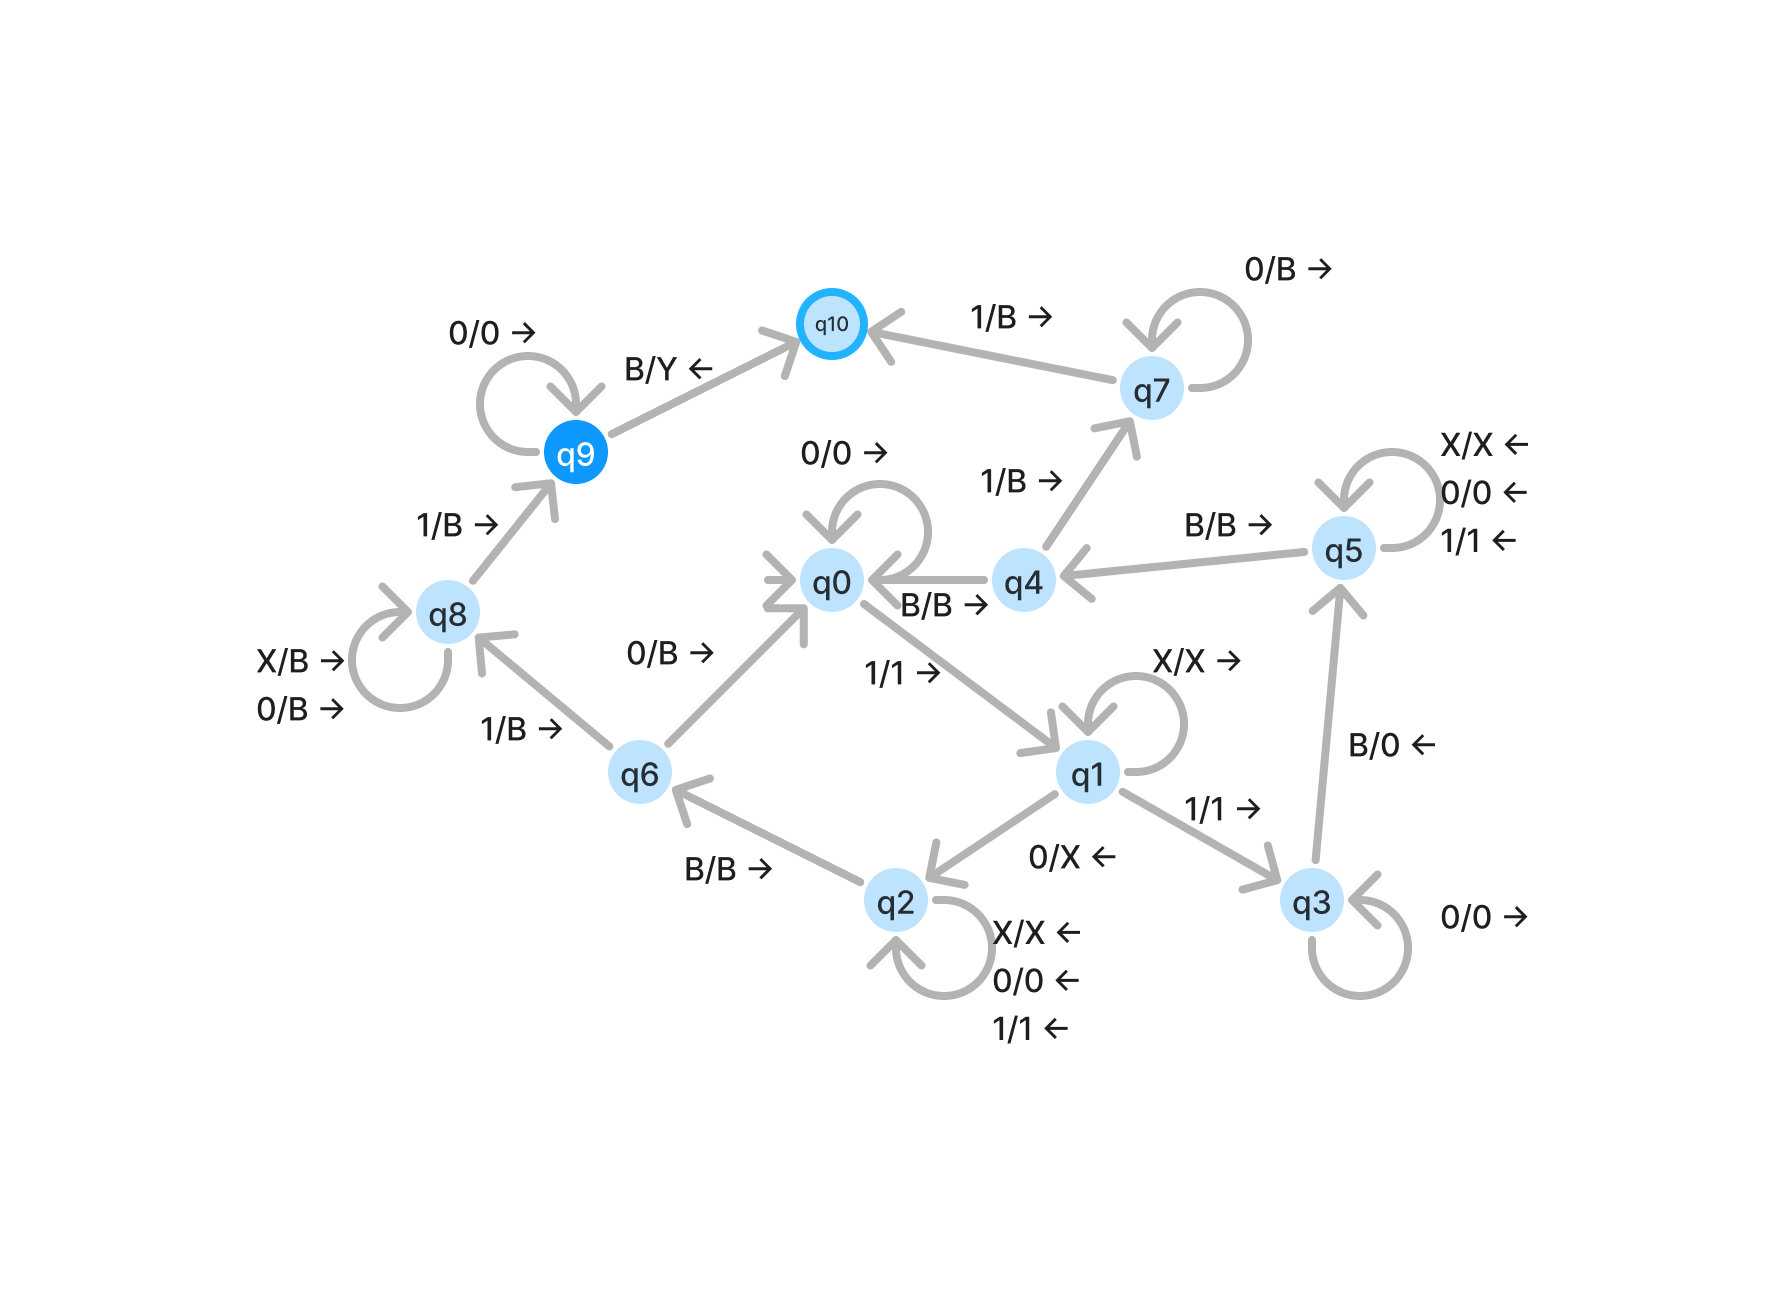 0/B →
q10
1/B →
0/0 →
B/Y ←
q7
q9
0/0 →
X/X ←
0/0 ←
1/1 ←
1/B →
1/B →
B/B →
q5
q0
q4
B/B →
q8
X/B →
0/B →
0/B →
1/1 →
X/X →
1/B →
q6
q1
B/0 ←
1/1 →
0/X ←
B/B →
q2
q3
0/0 →
X/X ←
0/0 ←
1/1 ←